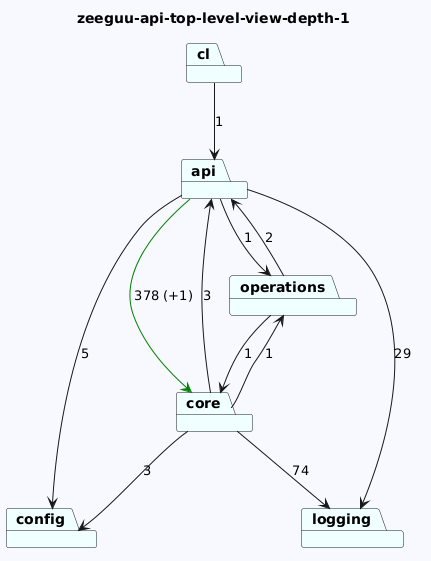 zeeguu-api-top-level-view-depth-1
cl
1
api
1
2
operations
378 (+1)
3
5
1
1
29
core
3
74
config
logging